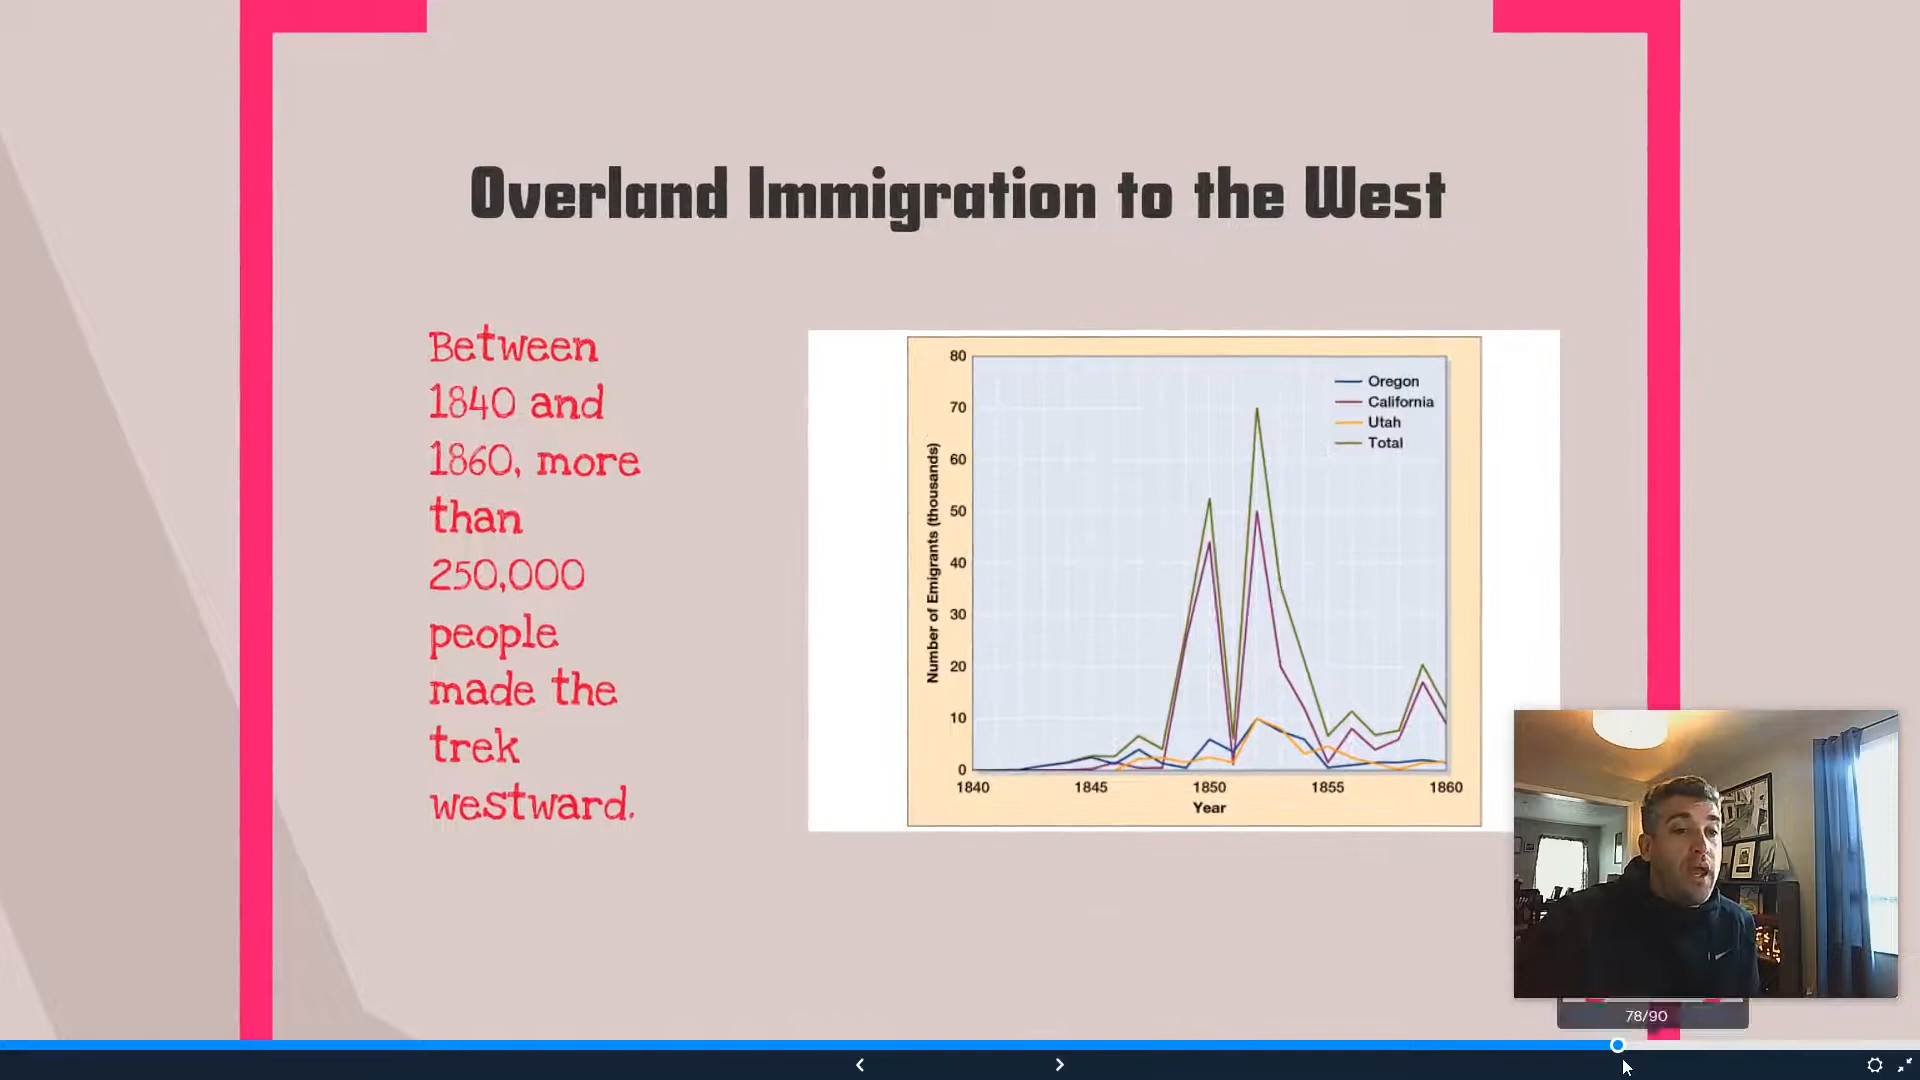 Overland Immigration to the West
Between
1840 and
1860, more
than
250,000
people
made the
trek
westward.
80
70
60
50
40
30
20
10
0
Number of Emigrants (thousands)
Oregon
California
Utah
Total
1840 1845 1850 1855 1860
Year
78/90